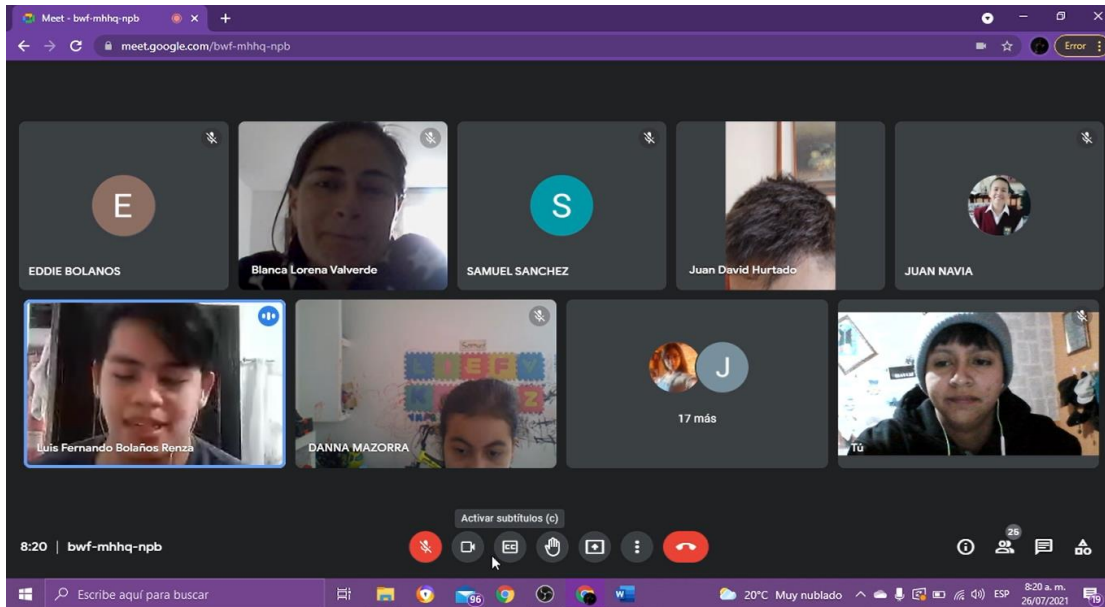 Meet - bwf-mhhq-npb
meet.google.com/bwf-mhhq-npb
Error
E
EDDIE BOLANOS
Blanca Lorena Valverde
S
SAMUEL SANCHEZ
Juan David Hurtado
JUAN NAVIA
Luis Fernando Bolaños Renza
DANNA MAZORRA
J
17 más
Tú
Activar subtítulos (c)
8:20 | bwf-mhhq-npb
CC
25
Escribe aquí para buscar
96
W
20°C Muy nublado
ESP
8:20 a. m.
26/07/2021
19